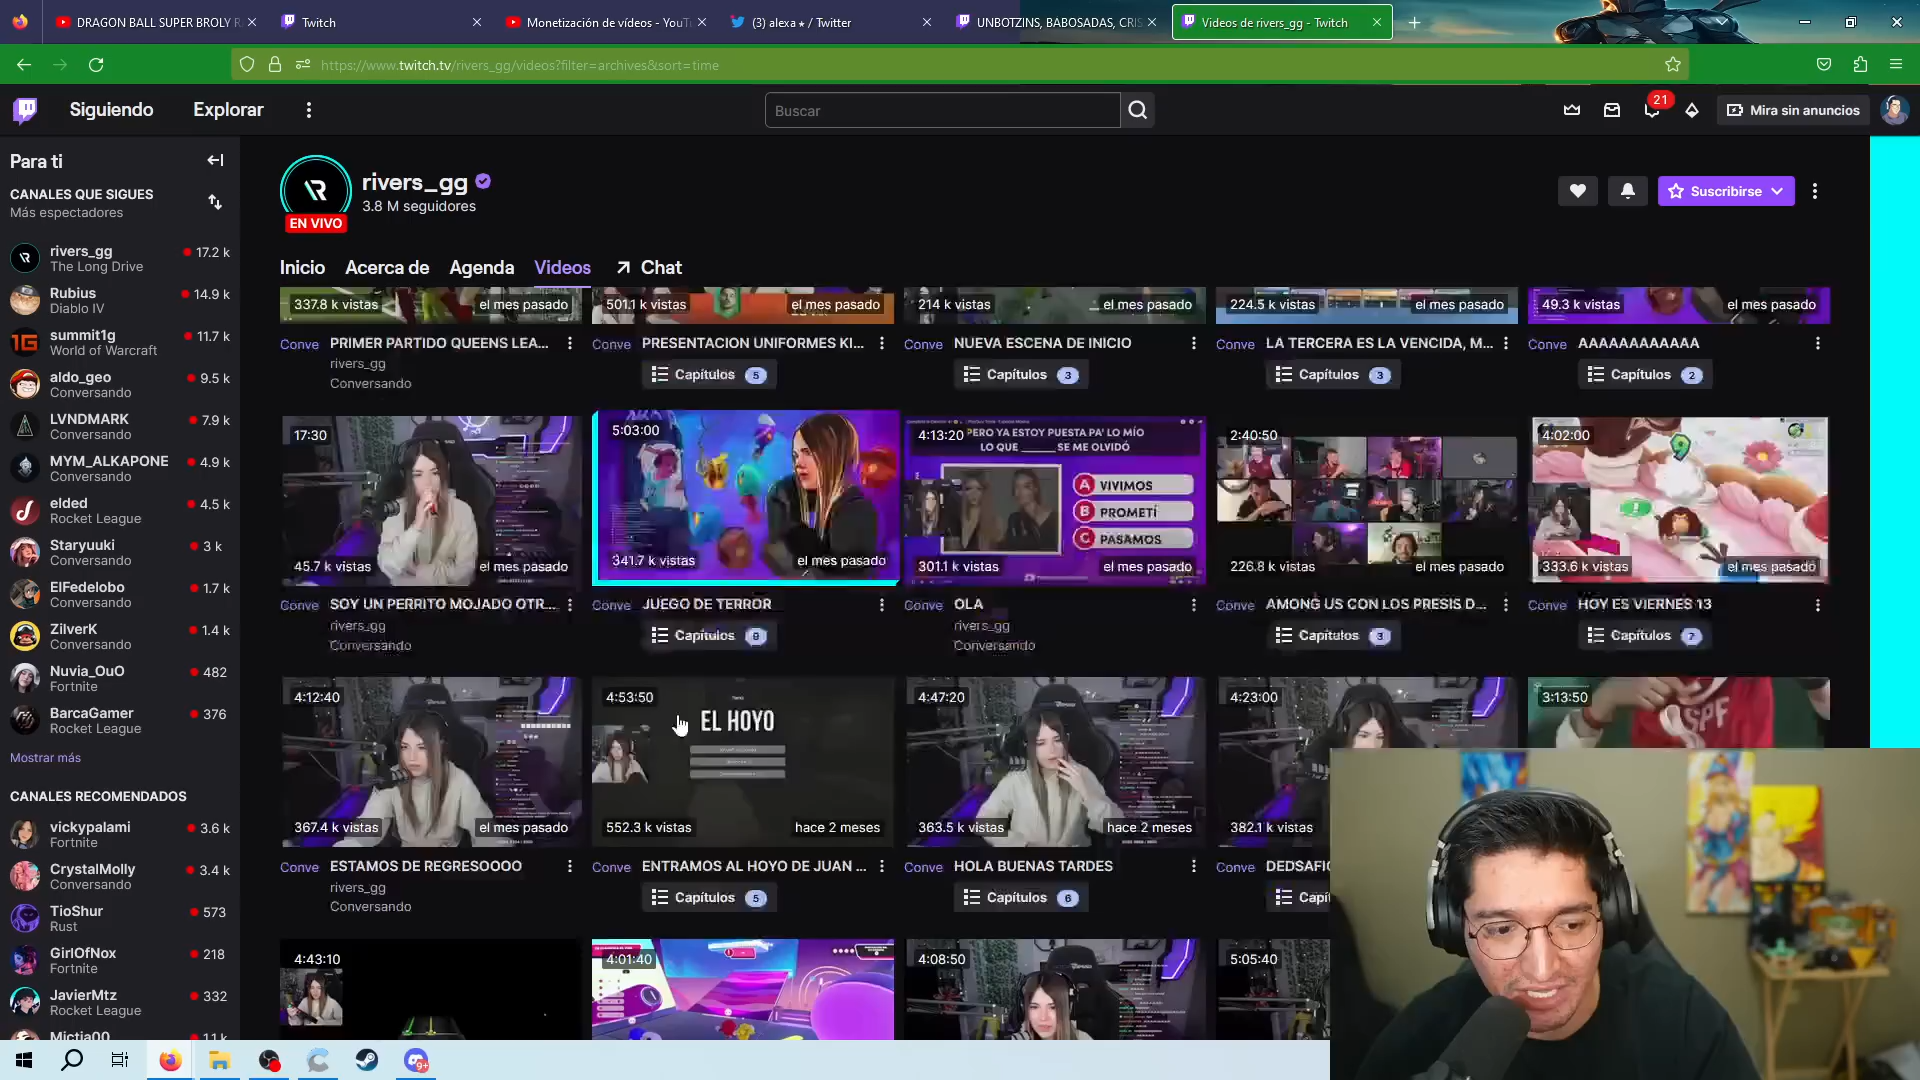 DRAGON BALL SUPER BROLY R
Twitch
Monetización de vídeos - YouT
(3) alexa★ / Twitter
UNBOTZINS, BABOSADAS, CRIS
Videos de rivers_gg - Twitch
https://www.twitch.tv/rivers_gg/videos?filter=archives&sort=time
Siguiendo
Explorar
Buscar
21
Mira sin anuncios
Para ti
CANALES QUE SIGUES
Más espectadores
rivers_gg
17.2 k
The Long Drive
Rubius
14.9 k
Diablo IV
summit1g
11.7 k
World of Warcraft
aldo_geo
9.5 k
Conversando
LVNDMARK
7.9 k
Conversando
MYM_ALKAPONE
4.9 k
Conversando
elded
4.5 k
Rocket League
Staryuuki
3 k
Conversando
ElFedelobo
1.7 k
Conversando
ZilverK
1.4 k
Conversando
Nuvia_OuO
482
Fortnite
BarcaGamer
376
Rocket League
Mostrar más
CANALES RECOMENDADOS
vickypalami
3.6 k
Fortnite
CrystalMolly
3.4 k
Conversando
TioShur
573
Rust
GirlOfNox
218
Fortnite
JavierMtz
332
Rocket League
Mictia00
1.1 k
rivers_gg
3.8 M seguidores
EN VIVO
Suscribirse
Inicio
Acerca de
Agenda
Videos
Chat
337.8 k vistas
el mes pasado
501.1 k vistas
el mes pasado
214 k vistas
el mes pasado
224.5 k vistas
el mes pasado
49.3 k vistas
el mes pasado
Conve
PRIMER PARTIDO QUEENS LEA...
rivers_gg
Conversando
Conve
PRESENTACION UNIFORMES KI...
Capítulos 5
Conve
NUEVA ESCENA DE INICIO
Capítulos 3
Conve
LA TERCERA ES LA VENCIDA, M...
Capítulos 3
Conve
AAAAAAAAAAAA
Capítulos 2
17:30
45.7 k vistas
el mes pasado
5:03:00
341.7 k vistas
el mes pasado
4:13:20
PERO YA ESTOY PUESTA PA' LO MÍO
LO QUE ______ SE ME OLVIDÓ
A VIVIMOS
B PROMETÍ
C PASAMOS
301.1 k vistas
el mes pasado
2:40:50
226.8 k vistas
el mes pasado
4:02:00
333.6 k vistas
el mes pasado
Conve
SOY UN PERRITO MOJADO OTR...
rivers_gg
Conversando
Conve
JUEGO DE TERROR
Capítulos 9
Conve
OLA
rivers_gg
Conversando
Conve
AMONG US CON LOS PRESIS D...
Capítulos 3
Conve
HOY ES VIERNES 13
Capítulos 7
4:12:40
367.4 k vistas
el mes pasado
4:53:50
EL HOYO
552.3 k vistas
hace 2 meses
4:47:20
363.5 k vistas
hace 2 meses
4:23:00
382.1 k vistas
3:13:50
SPF
Conve
ESTAMOS DE REGRESOOOO
rivers_gg
Conversando
Conve
ENTRAMOS AL HOYO DE JUAN ...
Capítulos 5
Conve
HOLA BUENAS TARDES
Capítulos 6
Conve
DEDSAFIO
Capít
4:43:10
4:01:40
4:08:50
5:05:40
9+